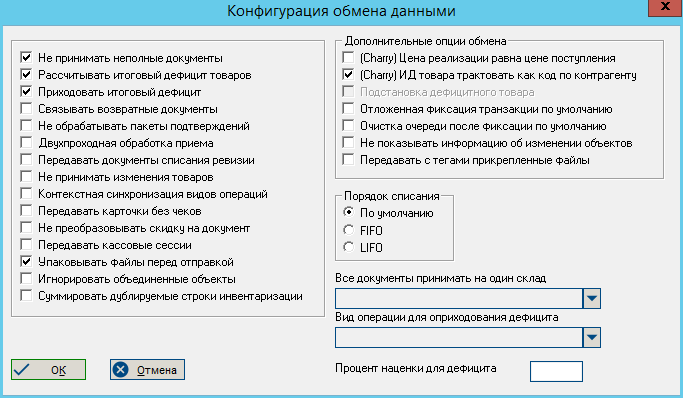 Конфигурация обмена данными
Не принимать неполные документы
Рассчитывать итоговый дефицит товаров
Приходовать итоговый дефицит
Связывать возвратные документы
Не обрабатывать пакеты подтверждений
Двухпроходная обработка приема
Передавать документы списания ревизии
Не принимать изменения товаров
Контекстная синхронизация видов операций
Передавать карточки без чеков
Не преобразовывать скидку на документ
Передавать кассовые сессии
Упаковывать файлы перед отправкой
Игнорировать объединенные объекты
Суммировать дублируемые строки инвентаризации
ОК
Отмена
Дополнительные опции обмена
(Charry) Цена реализации равна цене поступления
(Charry) ИД товара трактовать как код по контрагенту
Подстановка дефицитного товара
Отложенная фиксация транзакции по умолчанию
Очистка очереди после фиксации по умолчанию
Не показывать информацию об изменении объектов
Передавать с тегами прикрепленные файлы
Порядок списания
По умолчанию
FIFO
LIFO
Все документы принимать на один склад
Вид операции для оприходования дефицита
Процент наценки для дефицита